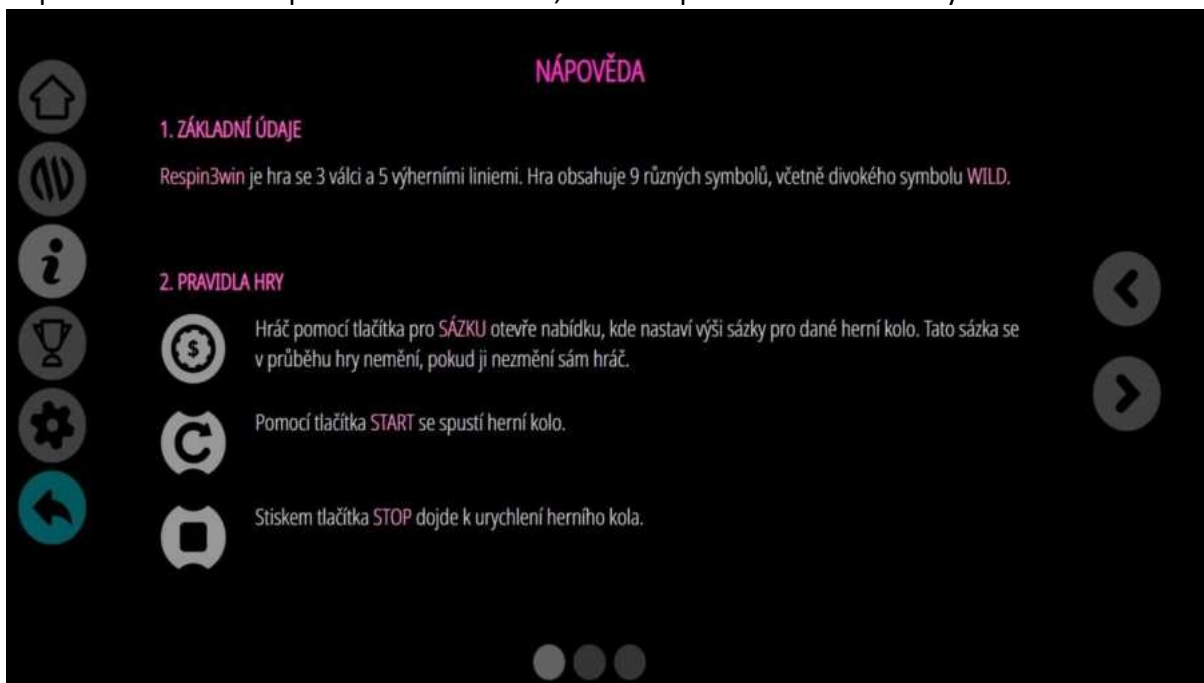 NÁPOVĚDA
1. ZÁKLADNÍ ÚDAJE
Respin3win je hra se 3 válci a 5 výherními liniemi. Hra obsahuje 9 různých symbolů, včetně divokého symbolu WILD.
2. PRAVIDLA HRY
Hráč pomocí tlačítka pro SÁZKU otevře nabídku, kde nastaví výši sázky pro dané herní kolo. Tato sázka se
v průběhu hry nemění, pokud ji nezmění sám hráč.
Pomocí tlačítka START se spustí herní kolo.
Stiskem tlačítka STOP dojde k urychlení herního kola.